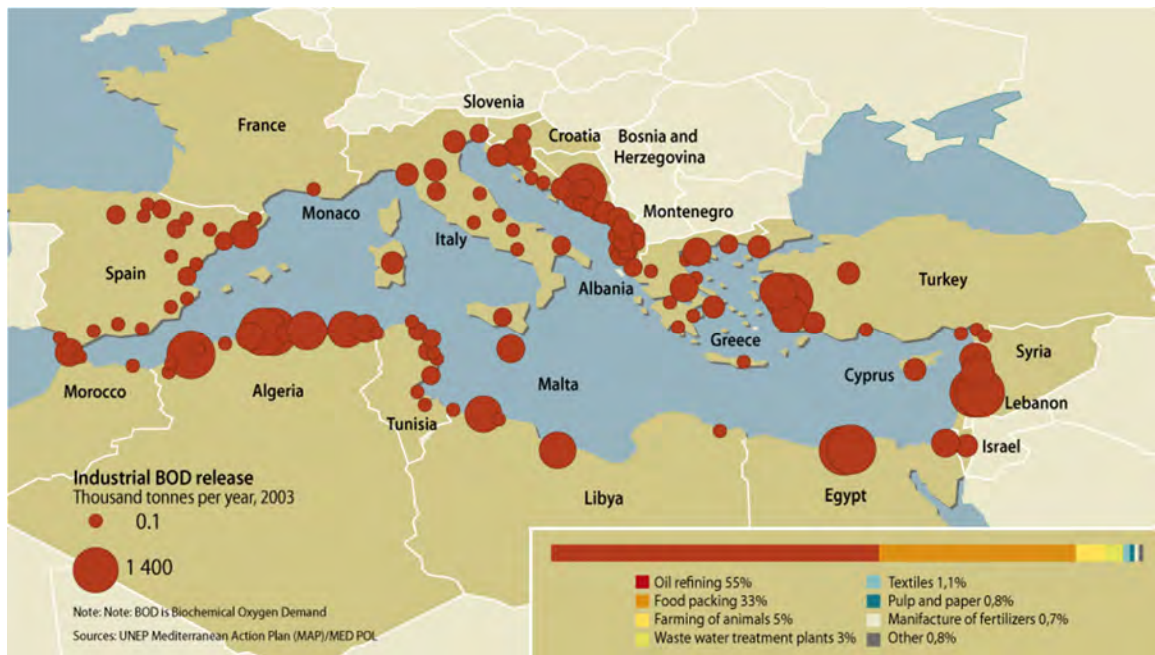 Slovenia
France
Croatia
Bosnia and
Herzegovina
Monaco
Montenegro
Italy
Spain
Albania
Turkey
Greece
Syria
Cyprus
Malta
Morocco
Algeria
Lebanon
Tunisia
Israel
Libya
Egypt
Industrial BOD release
Thousand tonnes per year, 2003
0.1
1 400
Note: Note: BOD is Biochemical Oxygen Demand
Sources: UNEP Mediterranean Action Plan (MAP)/MED POL
Oil refining 55%
Food packing 33%
Farming of animals 5%
Waste water treatment plants 3%
Textiles 1,1%
Pulp and paper 0,8%
Manifacture of fertilizers 0,7%
Other 0,8%